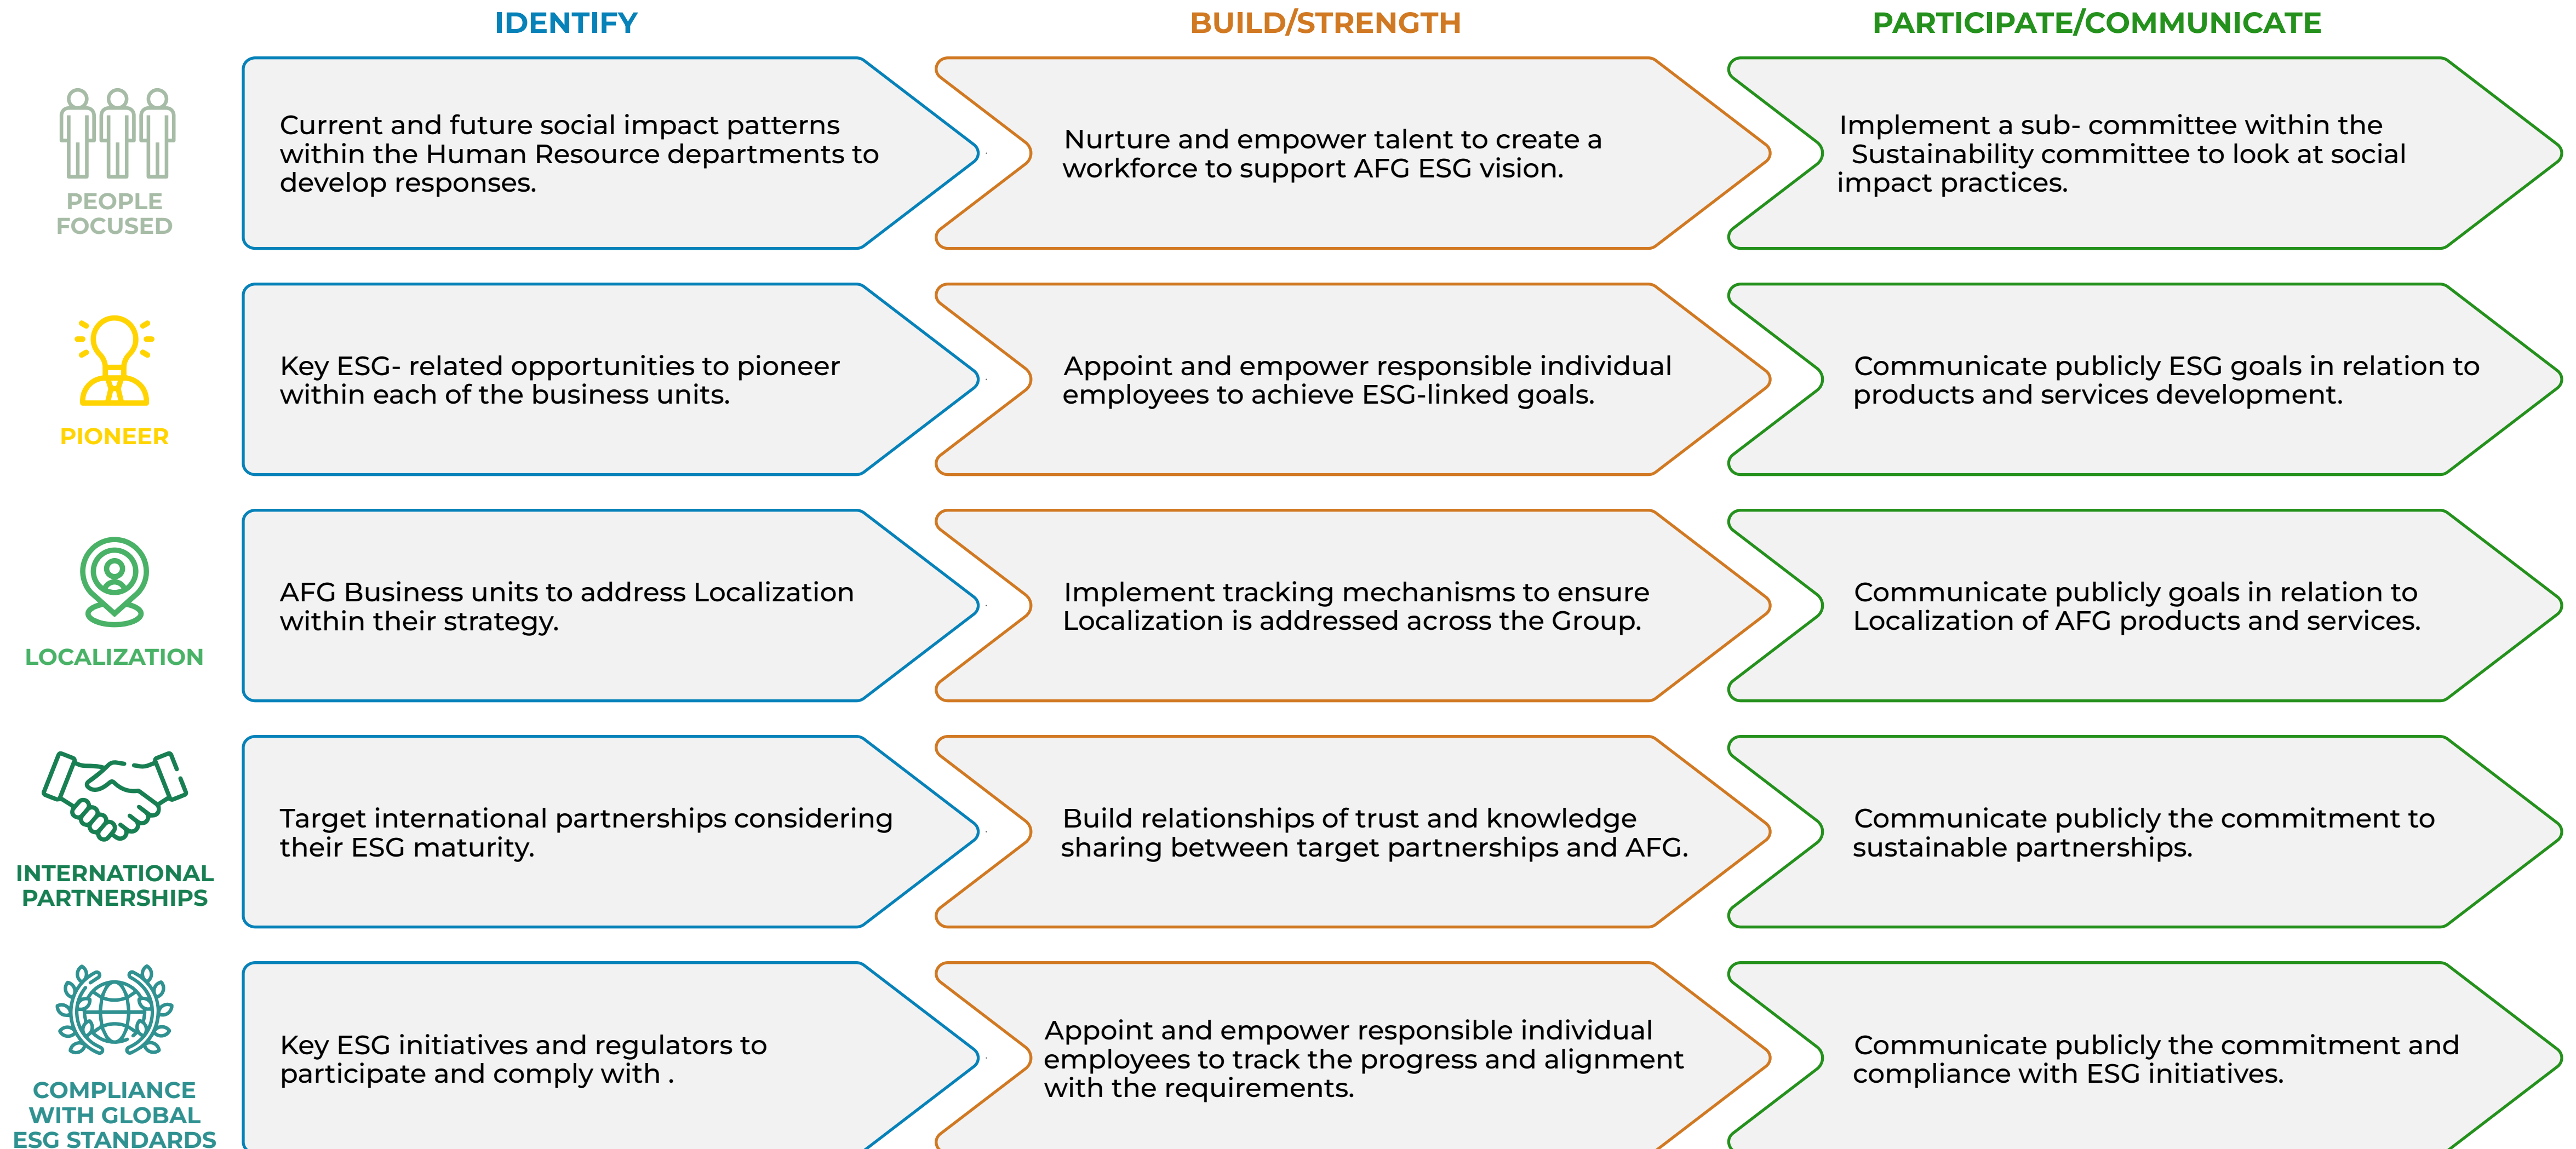 IDENTIFY
BUILD/STRENGTH
PARTICIPATE/COMMUNICATE
PEOPLE
FOCUSED
Current and future social impact patterns
within the Human Resource departments to
develop responses.
Nurture and empower talent to create a
workforce to support AFG ESG vision.
Implement a sub- committee within the
Sustainability committee to look at social
impact practices.
PIONEER
Key ESG- related opportunities to pioneer
within each of the business units.
Appoint and empower responsible individual
employees to achieve ESG-linked goals.
Communicate publicly ESG goals in relation to
products and services development.
LOCALIZATION
AFG Business units to address Localization
within their strategy.
Implement tracking mechanisms to ensure
Localization is addressed across the Group.
Communicate publicly goals in relation to
Localization of AFG products and services.
INTERNATIONAL
PARTNERSHIPS
Target international partnerships considering
their ESG maturity.
Build relationships of trust and knowledge
sharing between target partnerships and AFG.
Communicate publicly the commitment to
sustainable partnerships.
COMPLIANCE
WITH GLOBAL
ESG STANDARDS
Key ESG initiatives and regulators to
participate and comply with .
Appoint and empower responsible individual
employees to track the progress and alignment
with the requirements.
Communicate publicly the commitment and
compliance with ESG initiatives.